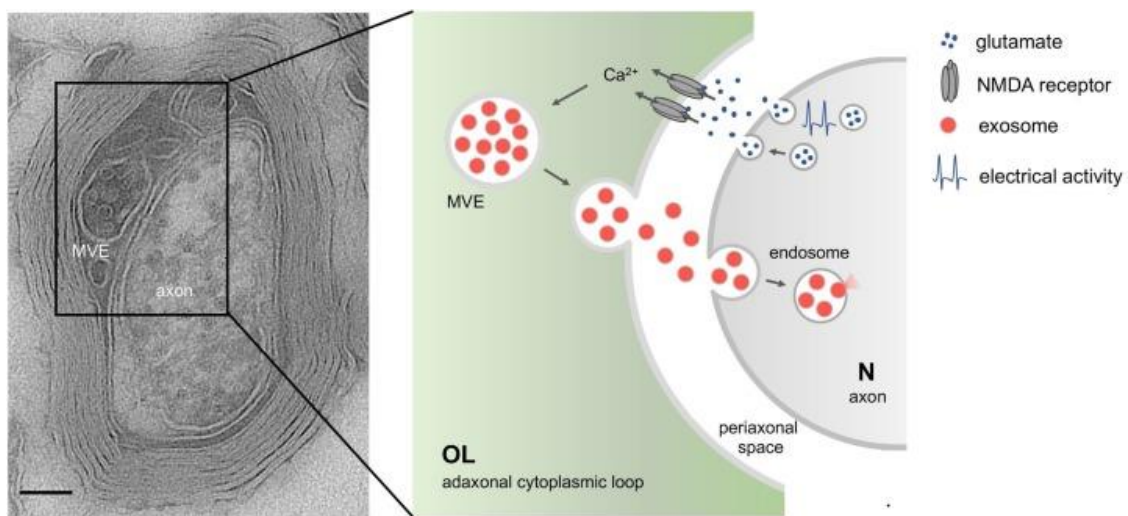 MVE
axon
Ca²⁺
MVE
endosome
N
axon
periaxonal
space
OL
adaxonal cytoplasmic loop
glutamate
NMDA receptor
exosome
electrical activity